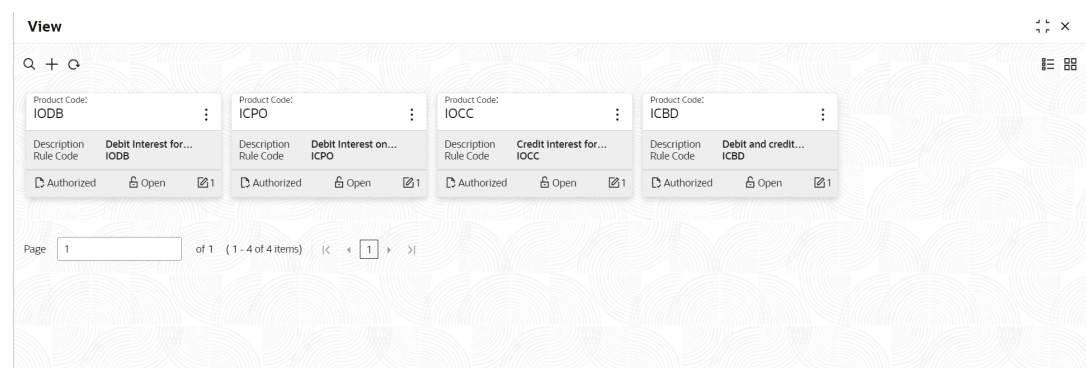 View
Product Code:
IODB
Description Debit Interest for...
Rule Code IODB
Authorized Open 1
Product Code:
ICPO
Description Debit Interest on...
Rule Code ICPO
Authorized Open 1
Product Code:
IOCC
Description Credit interest for...
Rule Code IOCC
Authorized Open 1
Product Code:
ICBD
Description Debit and credit...
Rule Code ICBD
Authorized Open 1
Page 1 of 1 ( 1 - 4 of 4 items) 1